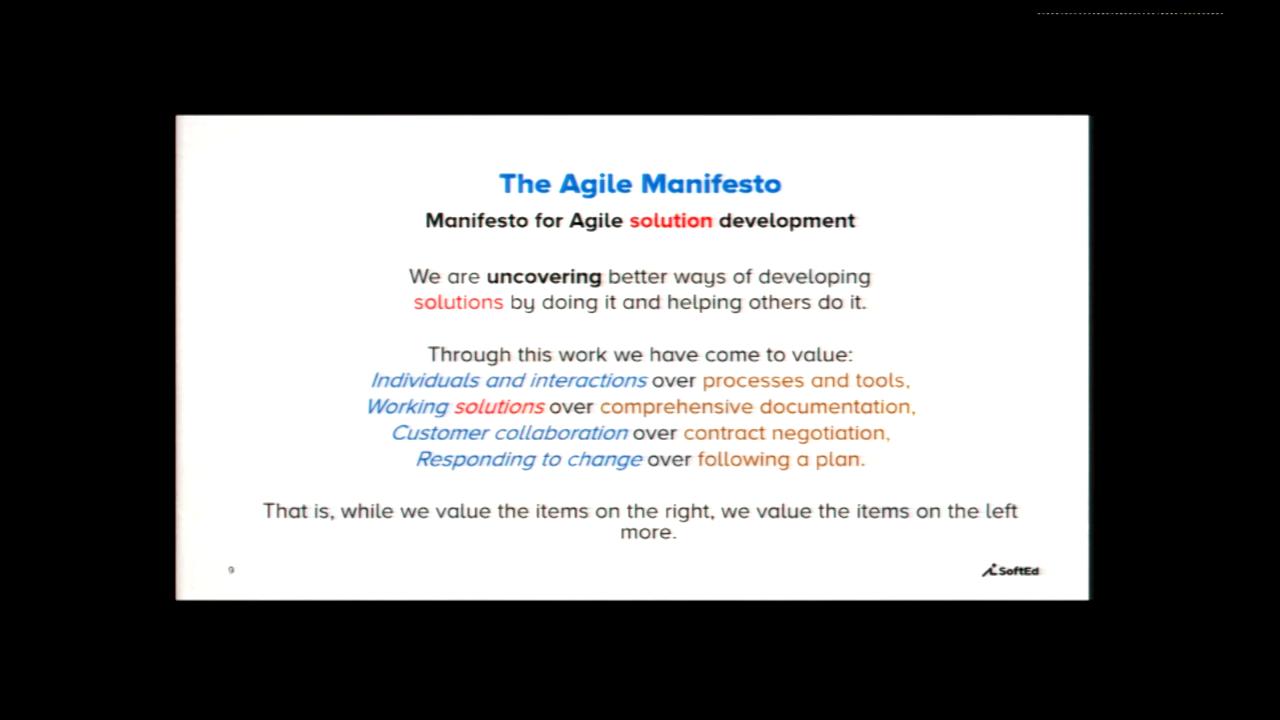 The Agile Manifesto
Manifesto for Agile solution development
We are uncovering better ways of developing
solutions by doing it and helping others do it.
Through this work we have come to value:
Individuals and interactions over processes and tools,
Working solutions over comprehensive documentation,
Customer collaboration over contract negotiation,
Responding to change over following a plan.
That is, while we value the items on the right, we value the items on the left
more.
9
SoftEd